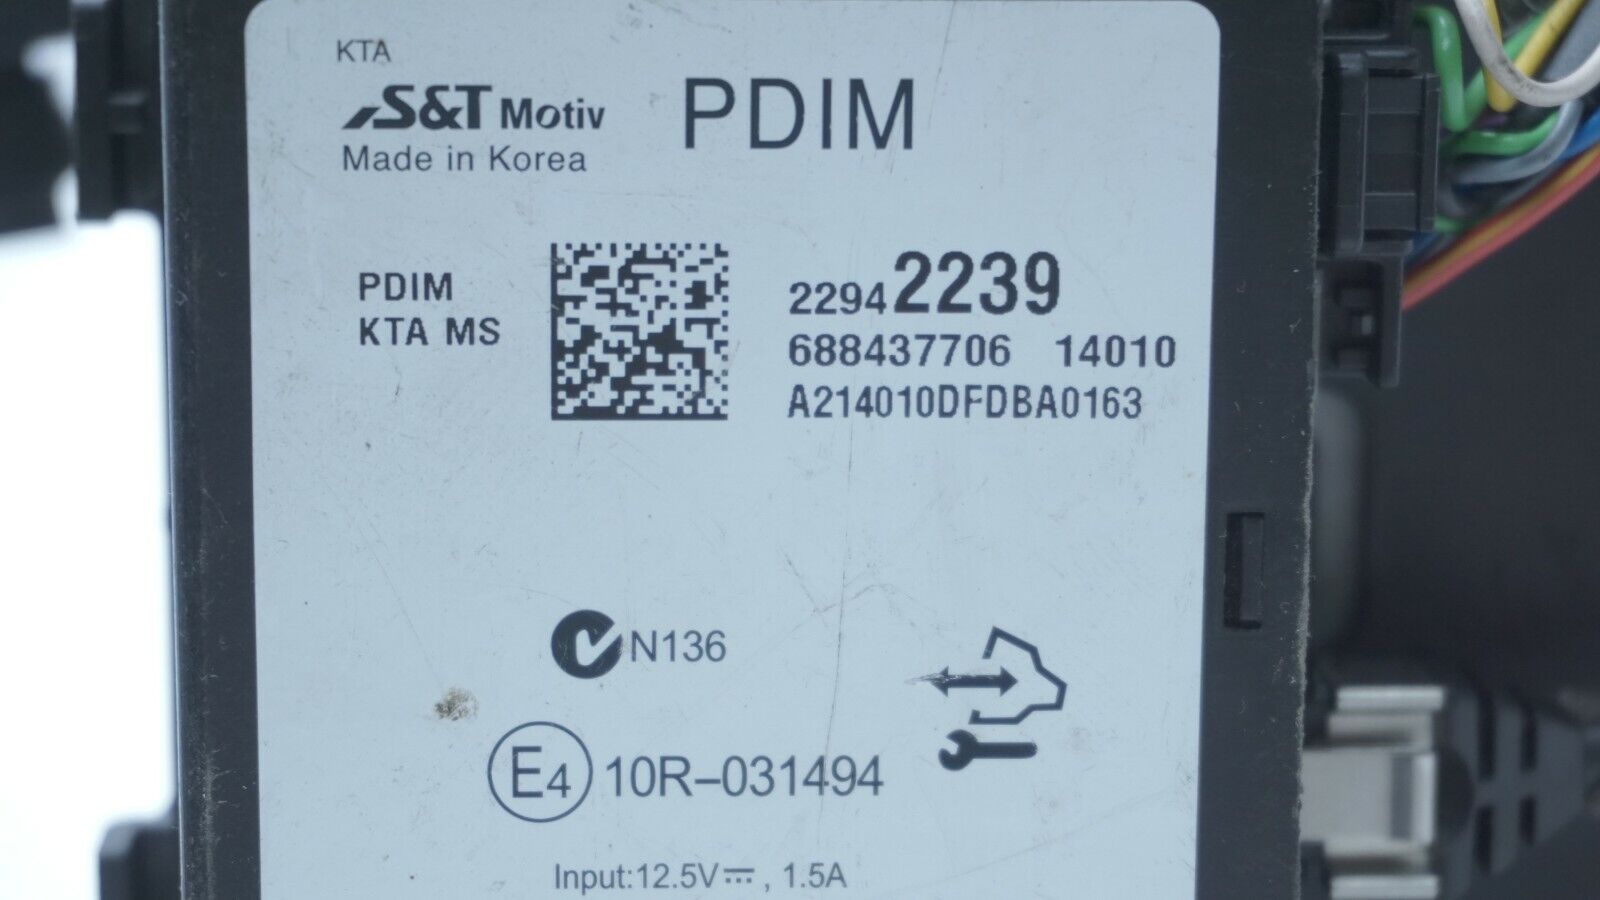 KTA
S&T Motiv PDIM
Made in Korea
PDIM
KTA MS
22942239
688437706 14010
A214010DFDBA0163
N136
E4 10R-031494
Input:12.5V⎓, 1.5A